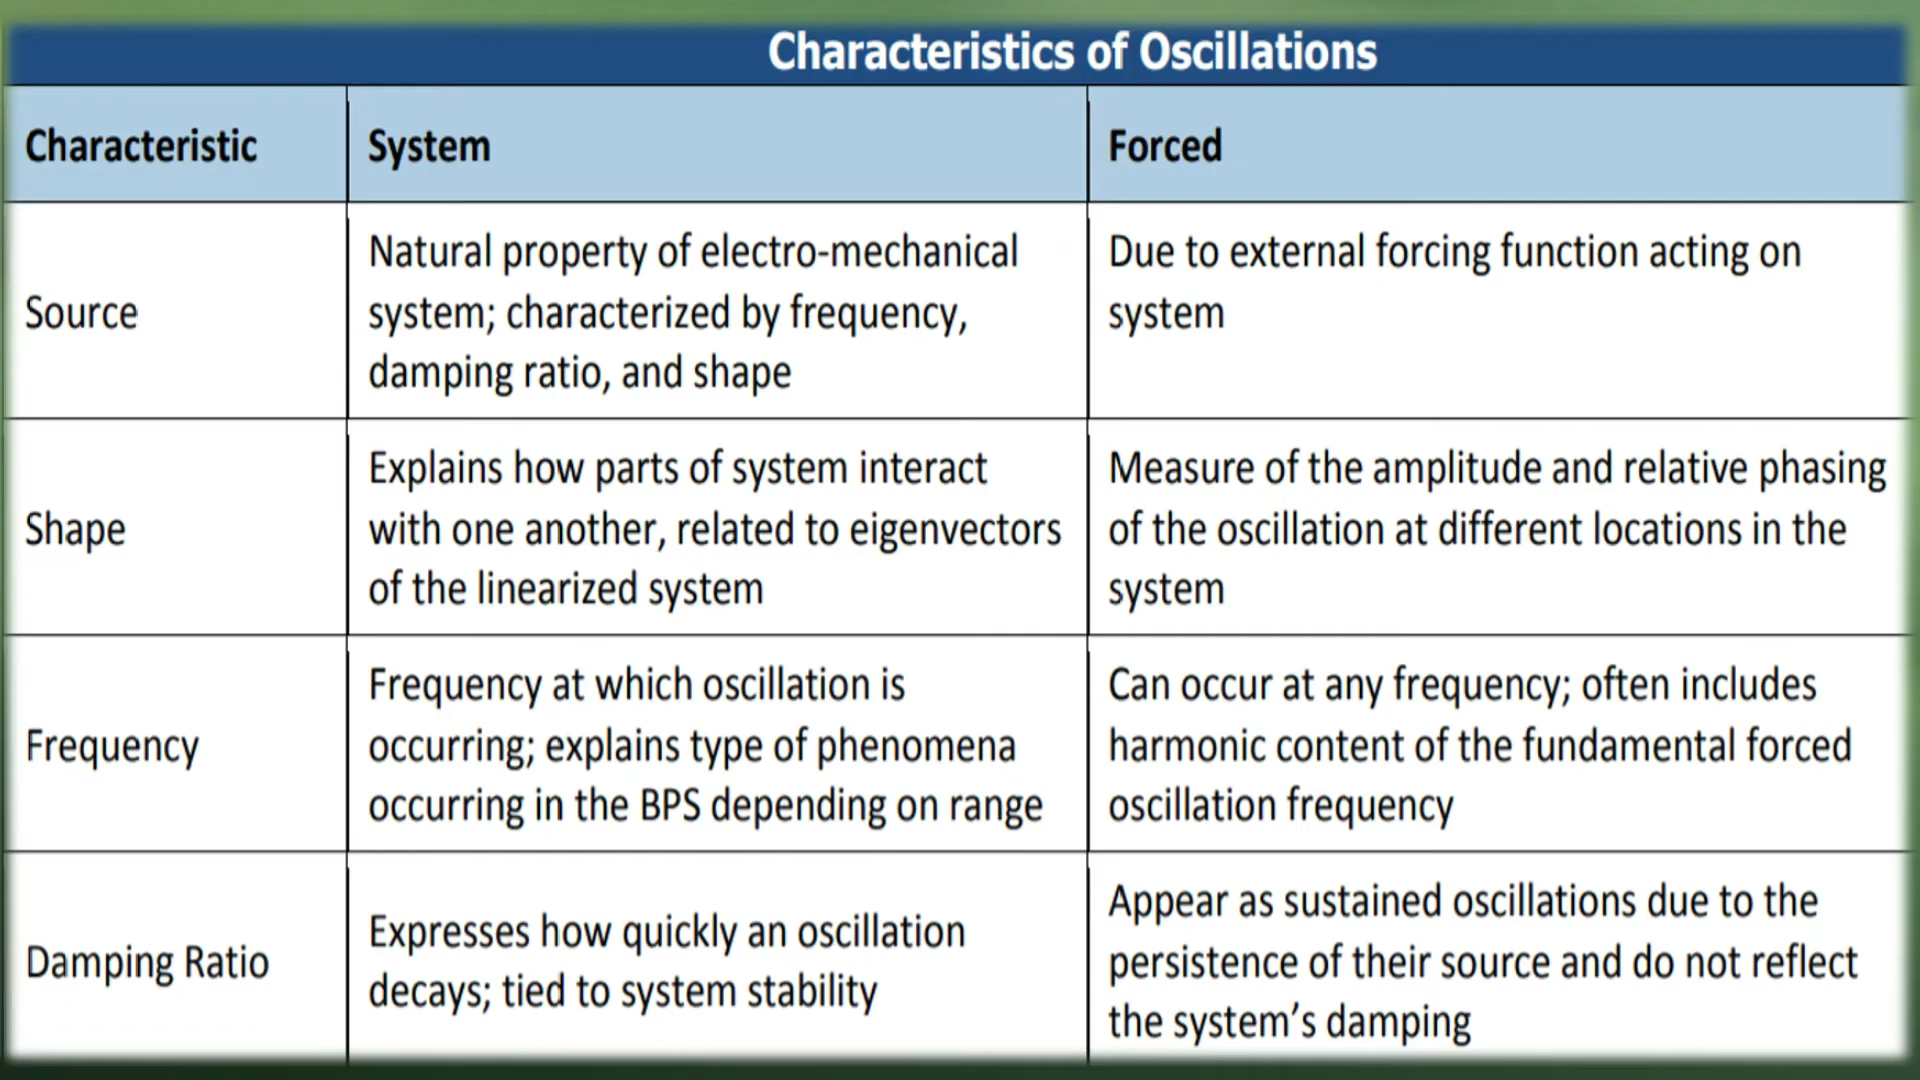 Characteristics of Oscillations
Characteristic
System
Forced
Source
Natural property of electro-mechanical
system; characterized by frequency,
damping ratio, and shape
Due to external forcing function acting on
system
Shape
Explains how parts of system interact
with one another, related to eigenvectors
of the linearized system
Measure of the amplitude and relative phasing
of the oscillation at different locations in the
system
Frequency
Frequency at which oscillation is
occurring; explains type of phenomena
occurring in the BPS depending on range
Can occur at any frequency; often includes
harmonic content of the fundamental forced
oscillation frequency
Damping Ratio
Expresses how quickly an oscillation
decays; tied to system stability
Appear as sustained oscillations due to the
persistence of their source and do not reflect
the system’s damping